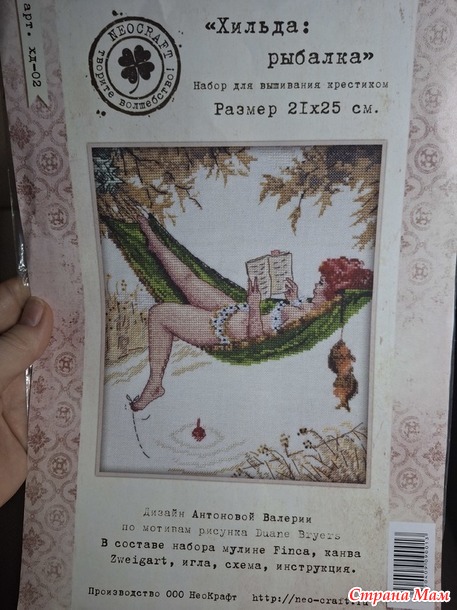 арт. хл-02
NEOCRAFT
ТВОРИТЕ ВОЛШЕБСТВО!
«Хильда:
рыбалка»
Набор для вышивания крестиком
Размер 21х25 см.
Дизайн Антоновой Валерии
по мотивам рисунка Duane Bryers
В составе набора мулине Finca, канва
Zweigart, игла, схема, инструкция.
Производство ООО НеоКрафт http://neo-craft.ru
Страна Мам